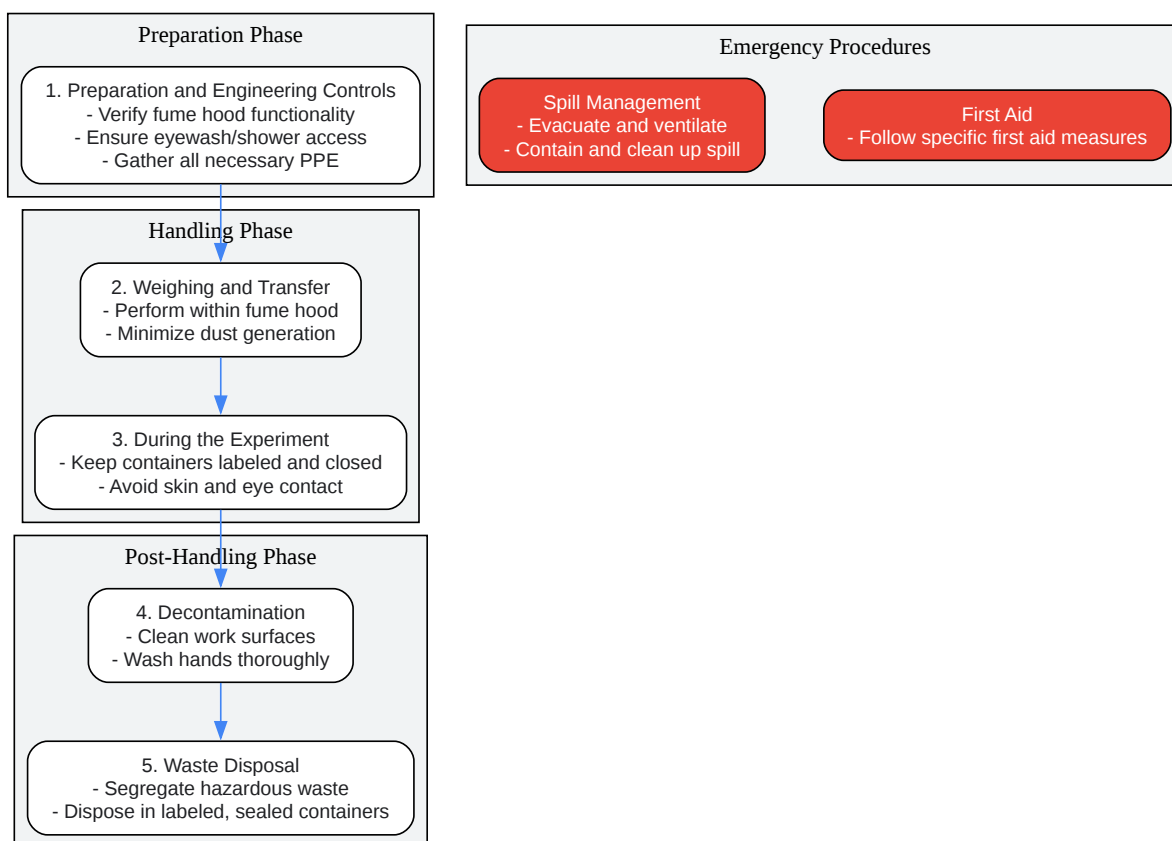 Preparation Phase
1. Preparation and Engineering Controls
- Verify fume hood functionality
- Ensure eyewash/shower access
- Gather all necessary PPE
Handling Phase
2. Weighing and Transfer
- Perform within fume hood
- Minimize dust generation
3. During the Experiment
- Keep containers labeled and closed
- Avoid skin and eye contact
Post-Handling Phase
4. Decontamination
- Clean work surfaces
- Wash hands thoroughly
5. Waste Disposal
- Segregate hazardous waste
- Dispose in labeled, sealed containers
Emergency Procedures
Spill Management
- Evacuate and ventilate
- Contain and clean up spill
First Aid
- Follow specific first aid measures